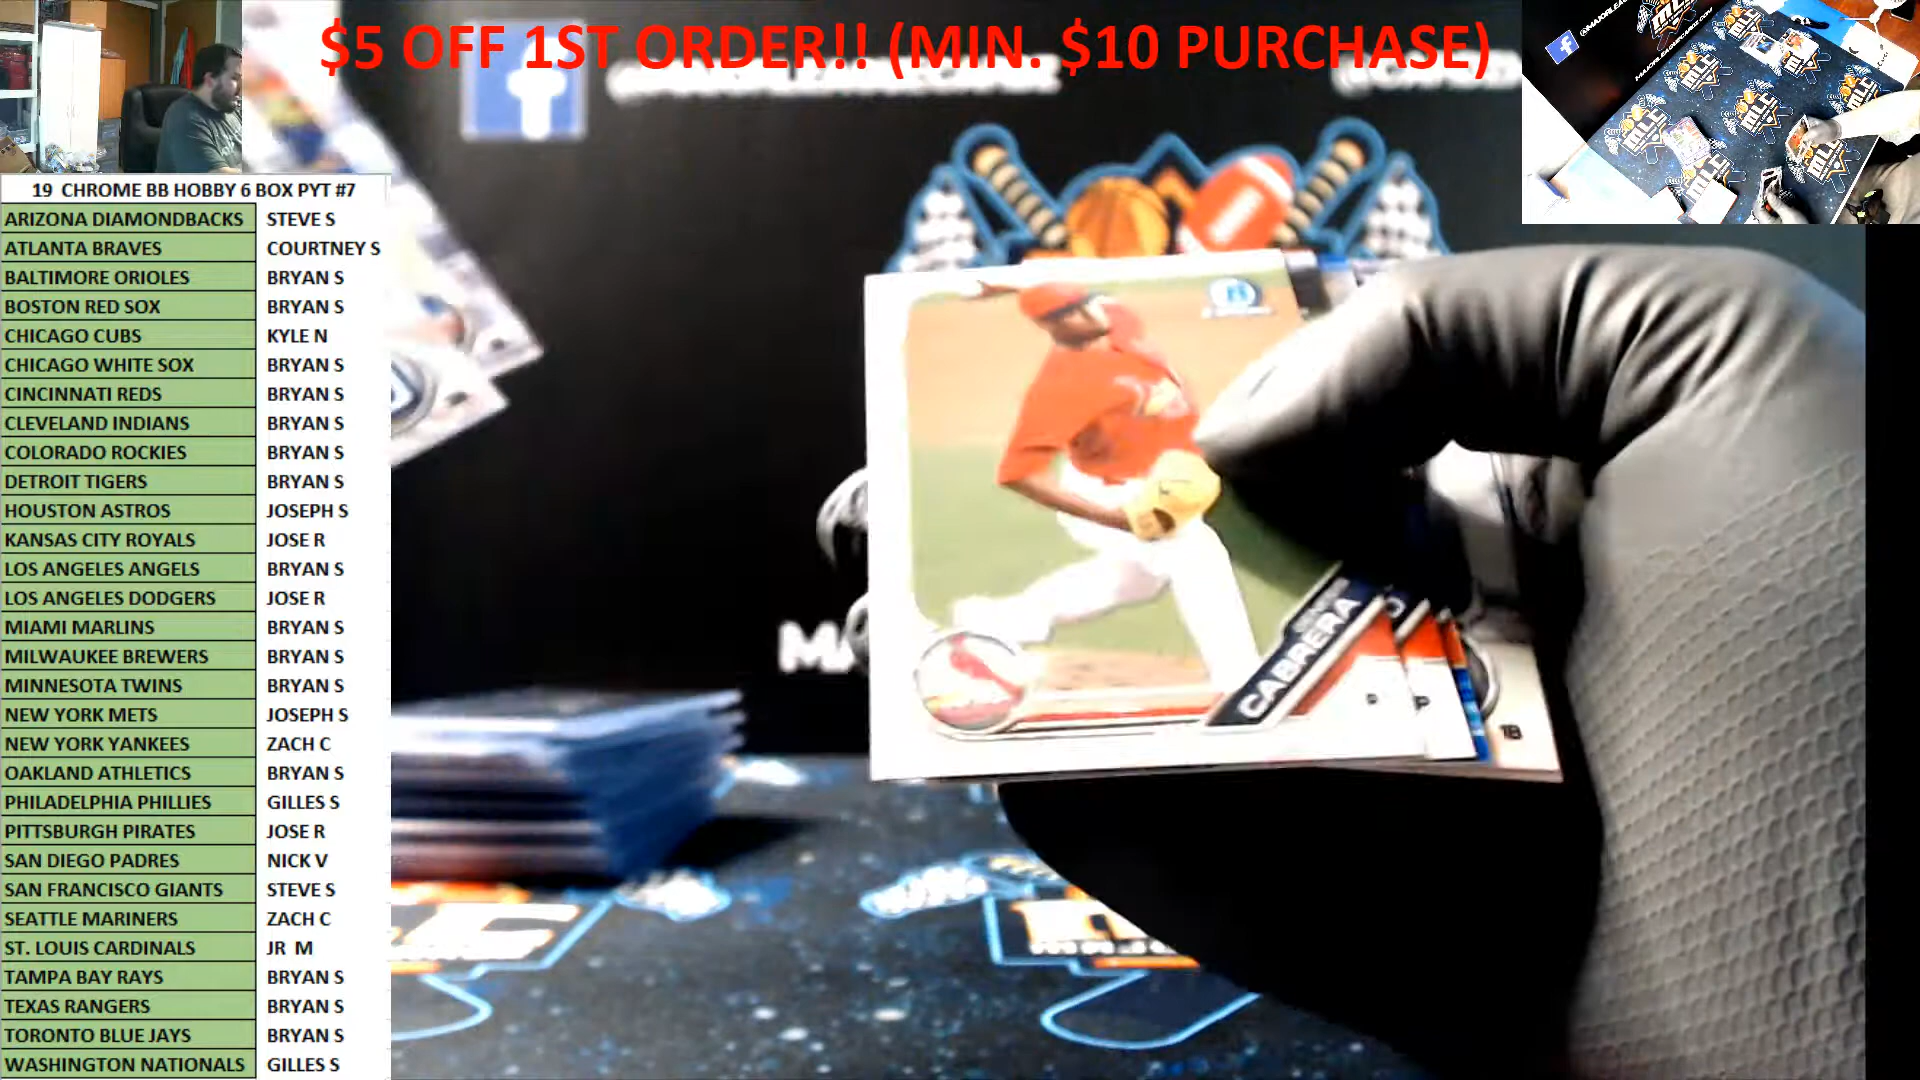 $5 OFF 1ST ORDER!! (MIN. $10 PURCHASE)
19 CHROME BB HOBBY 6 BOX PYT #7
ARIZONA DIAMONDBACKS STEVE S
ATLANTA BRAVES COURTNEY S
BALTIMORE ORIOLES BRYAN S
BOSTON RED SOX BRYAN S
CHICAGO CUBS KYLE N
CHICAGO WHITE SOX BRYAN S
CINCINNATI REDS BRYAN S
CLEVELAND INDIANS BRYAN S
COLORADO ROCKIES BRYAN S
DETROIT TIGERS BRYAN S
HOUSTON ASTROS JOSEPH S
KANSAS CITY ROYALS JOSE R
LOS ANGELES ANGELS BRYAN S
LOS ANGELES DODGERS JOSE R
MIAMI MARLINS BRYAN S
MILWAUKEE BREWERS BRYAN S
MINNESOTA TWINS BRYAN S
NEW YORK METS JOSEPH S
NEW YORK YANKEES ZACH C
OAKLAND ATHLETICS BRYAN S
PHILADELPHIA PHILLIES GILLES S
PITTSBURGH PIRATES JOSE R
SAN DIEGO PADRES NICK V
SAN FRANCISCO GIANTS STEVE S
SEATTLE MARINERS ZACH C
ST. LOUIS CARDINALS JR M
TAMPA BAY RAYS BRYAN S
TEXAS RANGERS BRYAN S
TORONTO BLUE JAYS BRYAN S
WASHINGTON NATIONALS GILLES S
CABRERA
P
1B
MLC
MLC
MLC
MLC
MLC